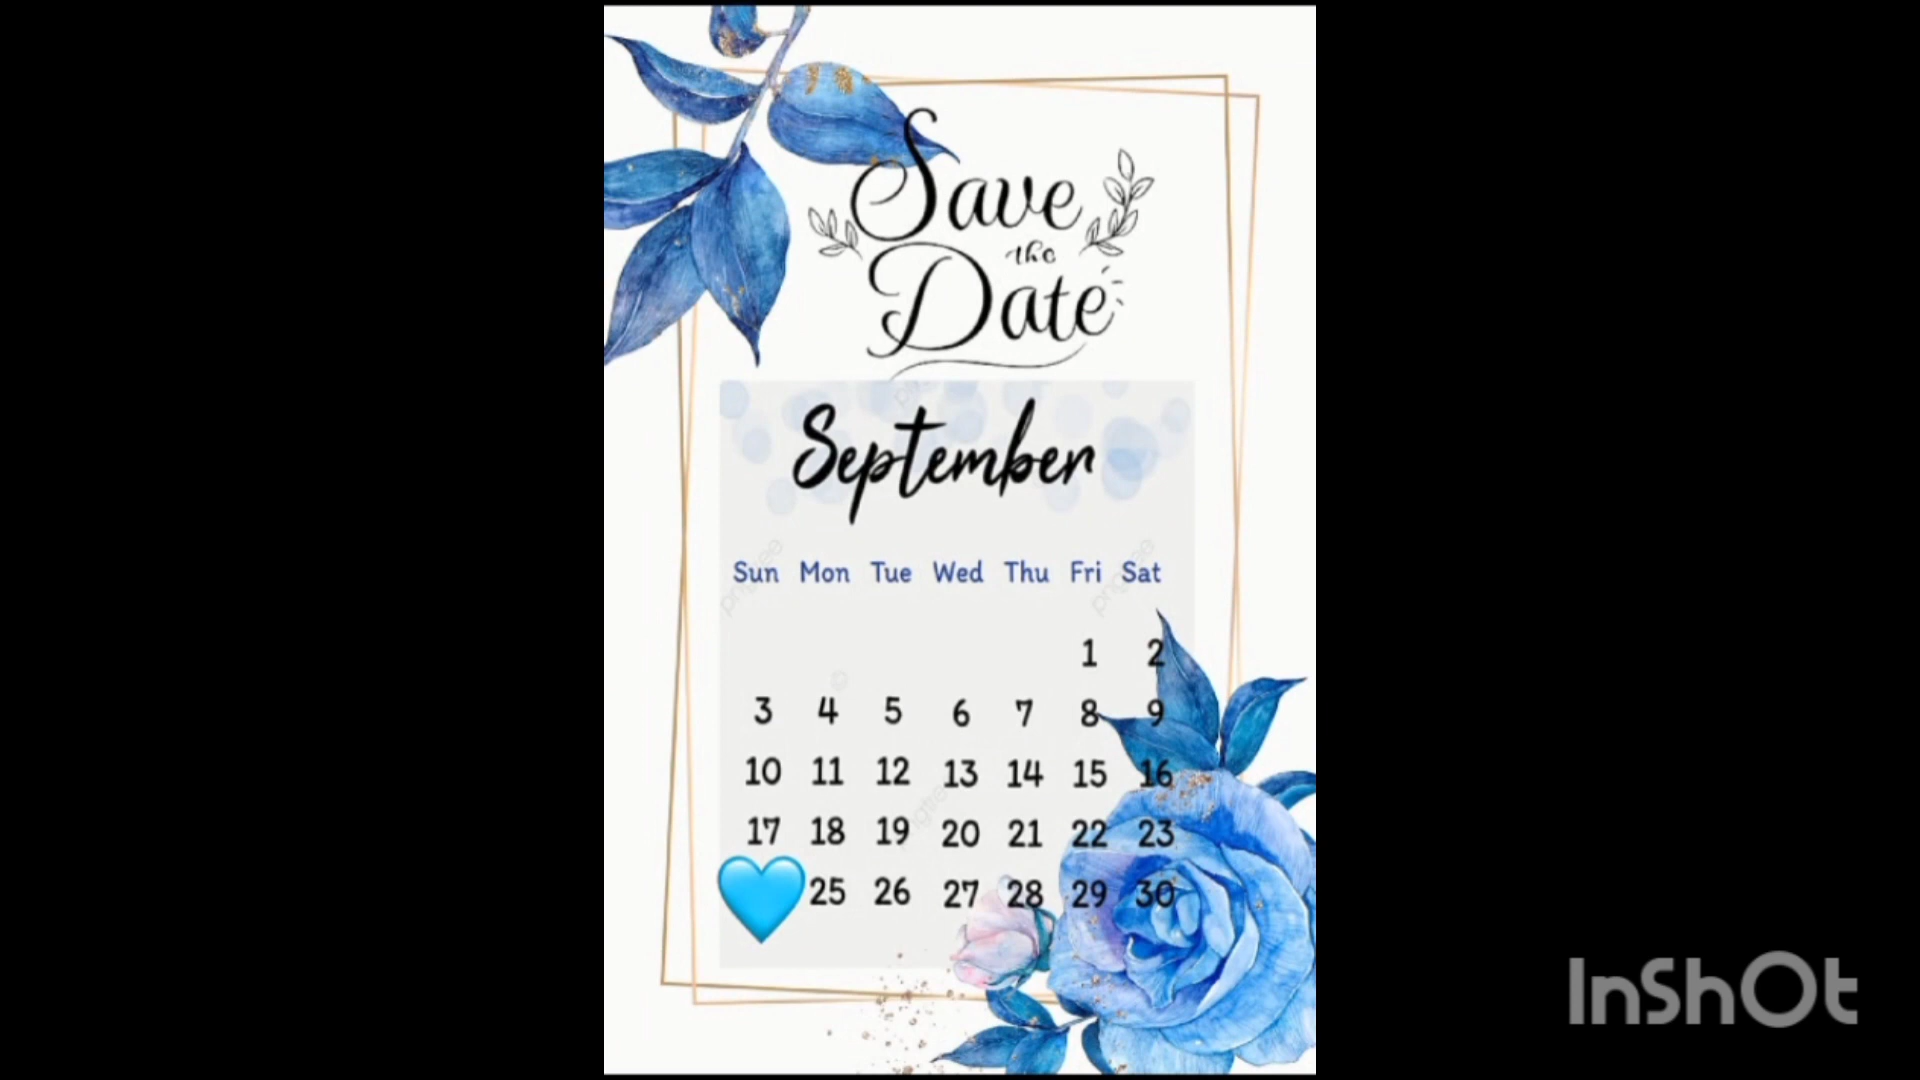 Save
the
Date
September
Sun Mon Tue Wed Thu Fri Sat
1 2
3 4 5 6 7 8 9
10 11 12 13 14 15 16
17 18 19 20 21 22 23
25 26 27 28 29 30
InShOt